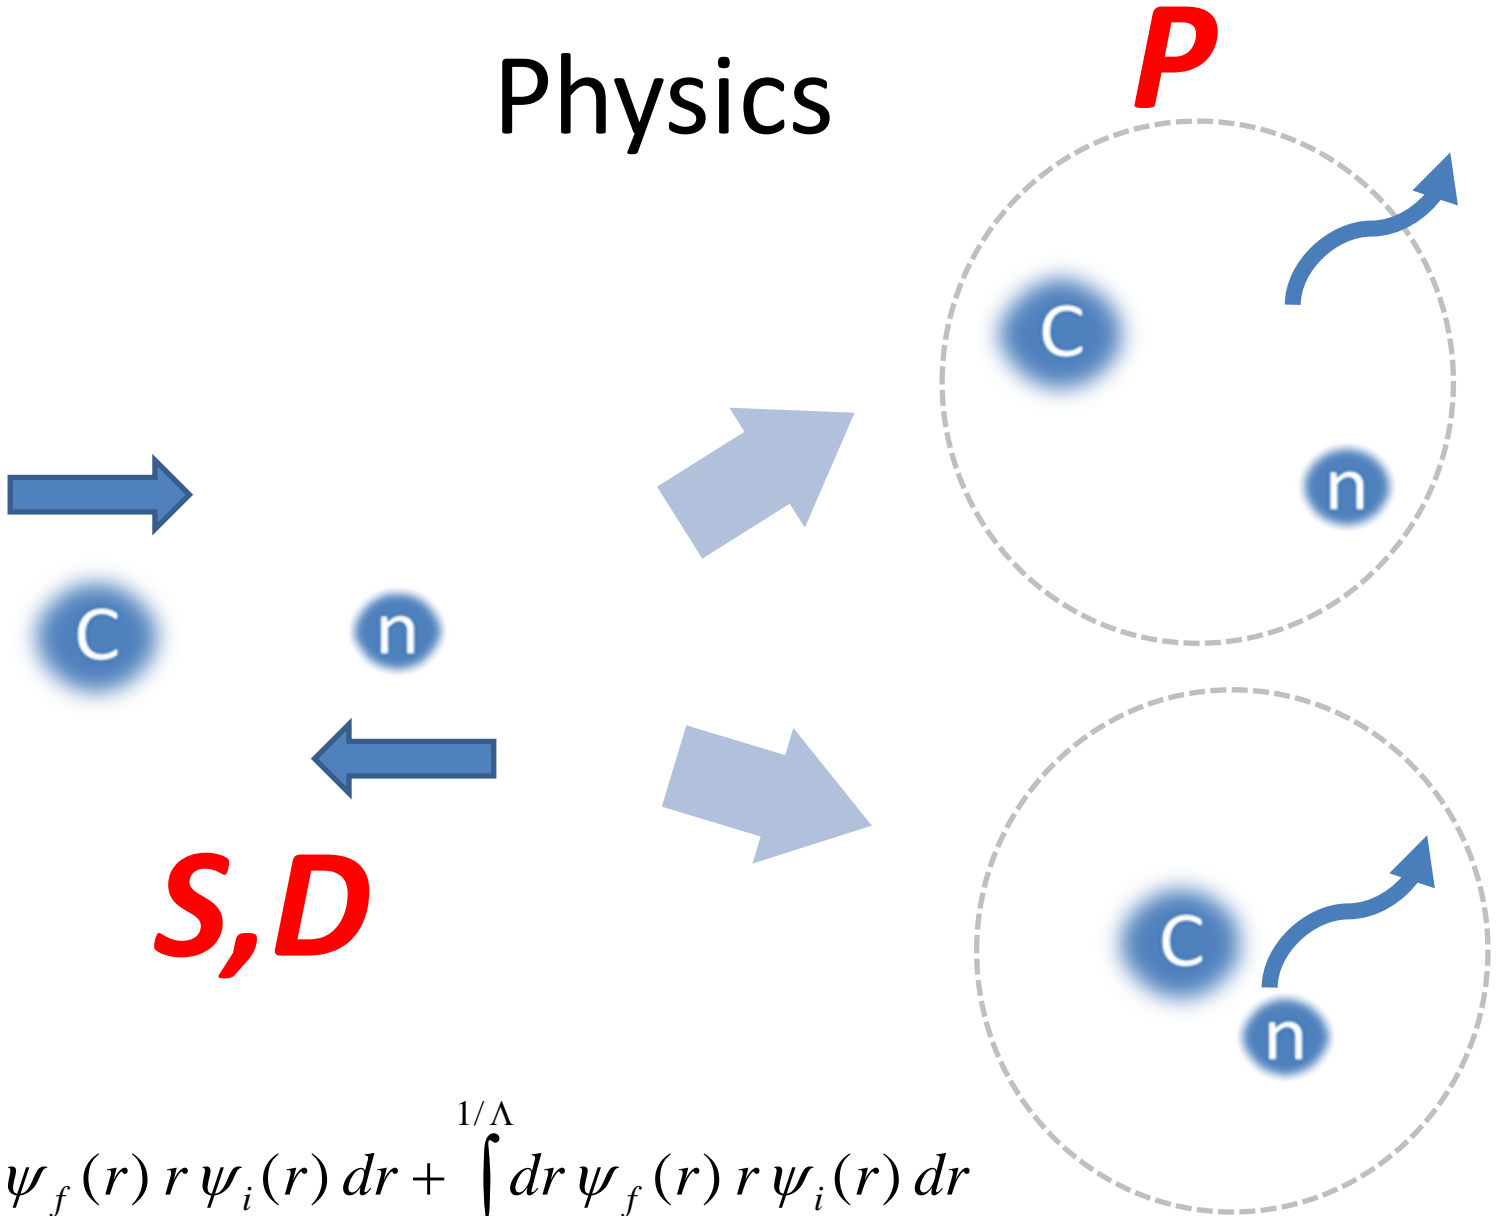 Physics
P
C
n
C
n
S,D
C
n
1/Λ
ψ_f (r) r ψ_i (r) dr + ∫ dr ψ_f (r) r ψ_i (r) dr